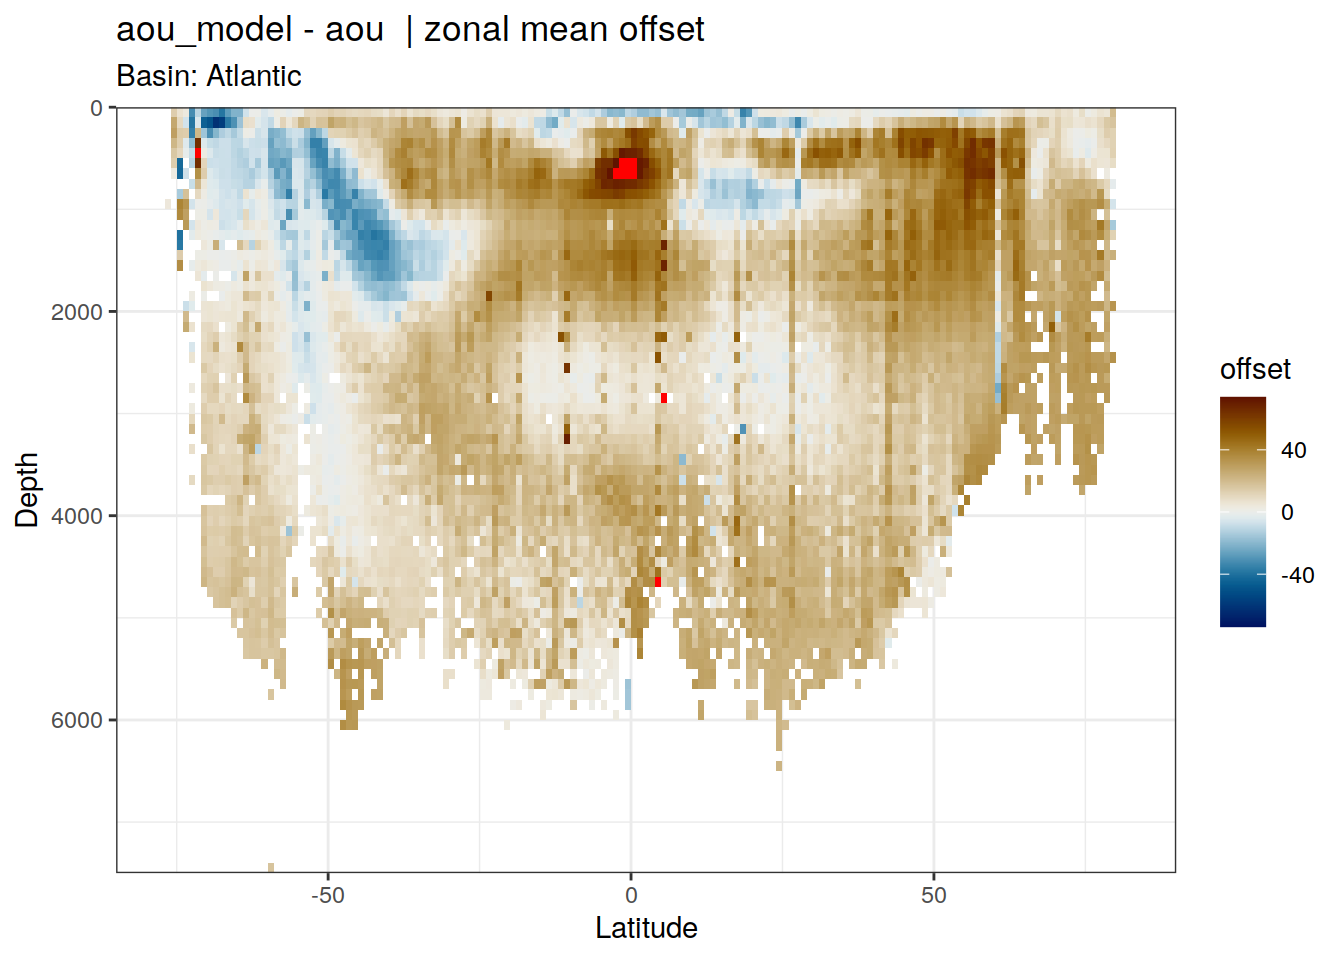 aou_model - aou  | zonal mean offset
Basin: Atlantic
0
2000
4000
6000
Depth
-50
0
50
Latitude
offset
40
0
-40